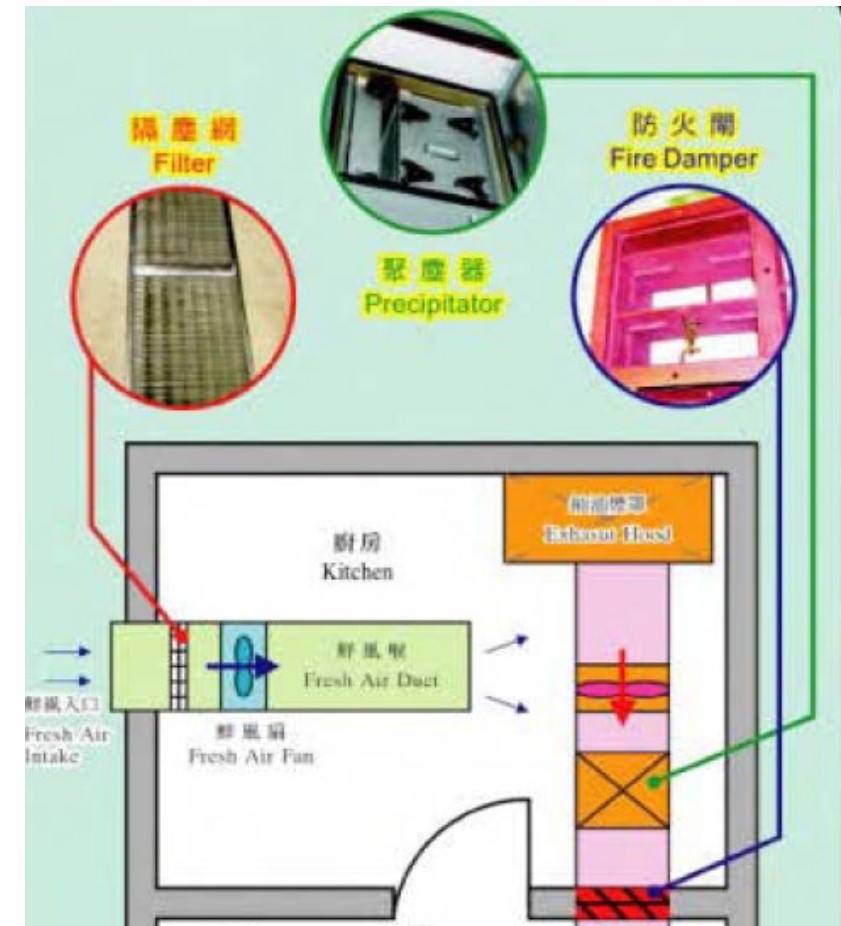 隔塵網
Filter
聚塵器
Precipitator
防火閘
Fire Damper
抽油煙罩
Exhasut Hood
廚房
Kitchen
鮮風喉
Fresh Air Duct
鮮風入口
Fresh Air
Intake
鮮風扇
Fresh Air Fan